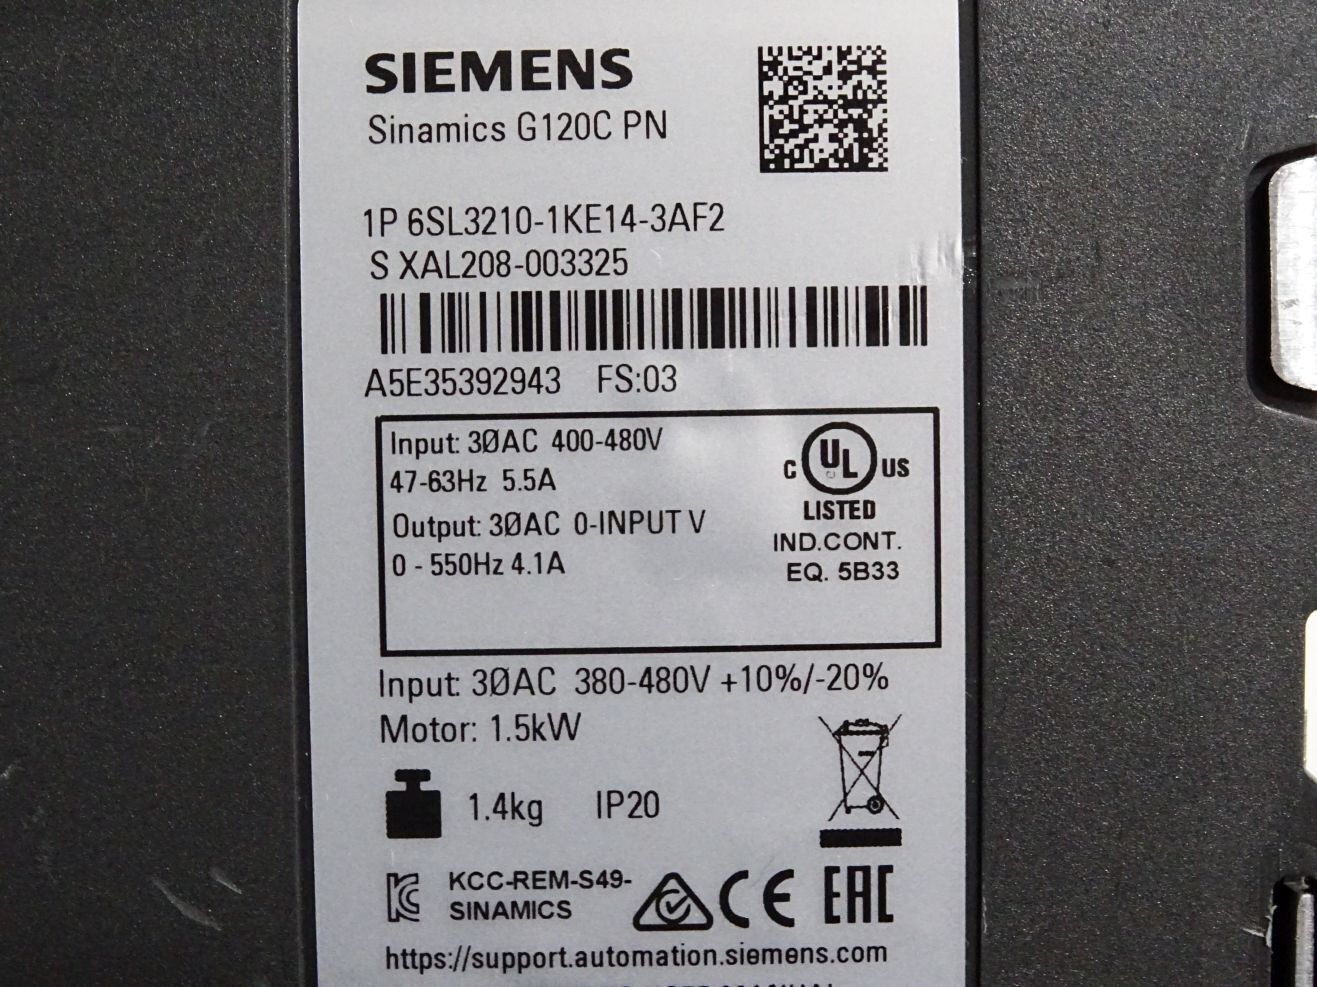 SIEMENS
Sinamics G120C PN
1P 6SL3210-1KE14-3AF2
S XAL208-003325
A5E35392943 FS:03
Input: 3ØAC 400-480V
47-63Hz 5.5A
Output: 3ØAC 0-INPUT V
0 - 550Hz 4.1A
C UL US
LISTED
IND.CONT.
EQ. 5B33
Input: 3ØAC 380-480V +10%/-20%
Motor: 1.5kW
1.4kg IP20
KCC-REM-S49-
SINAMICS
CE EAC
https://support.automation.siemens.com